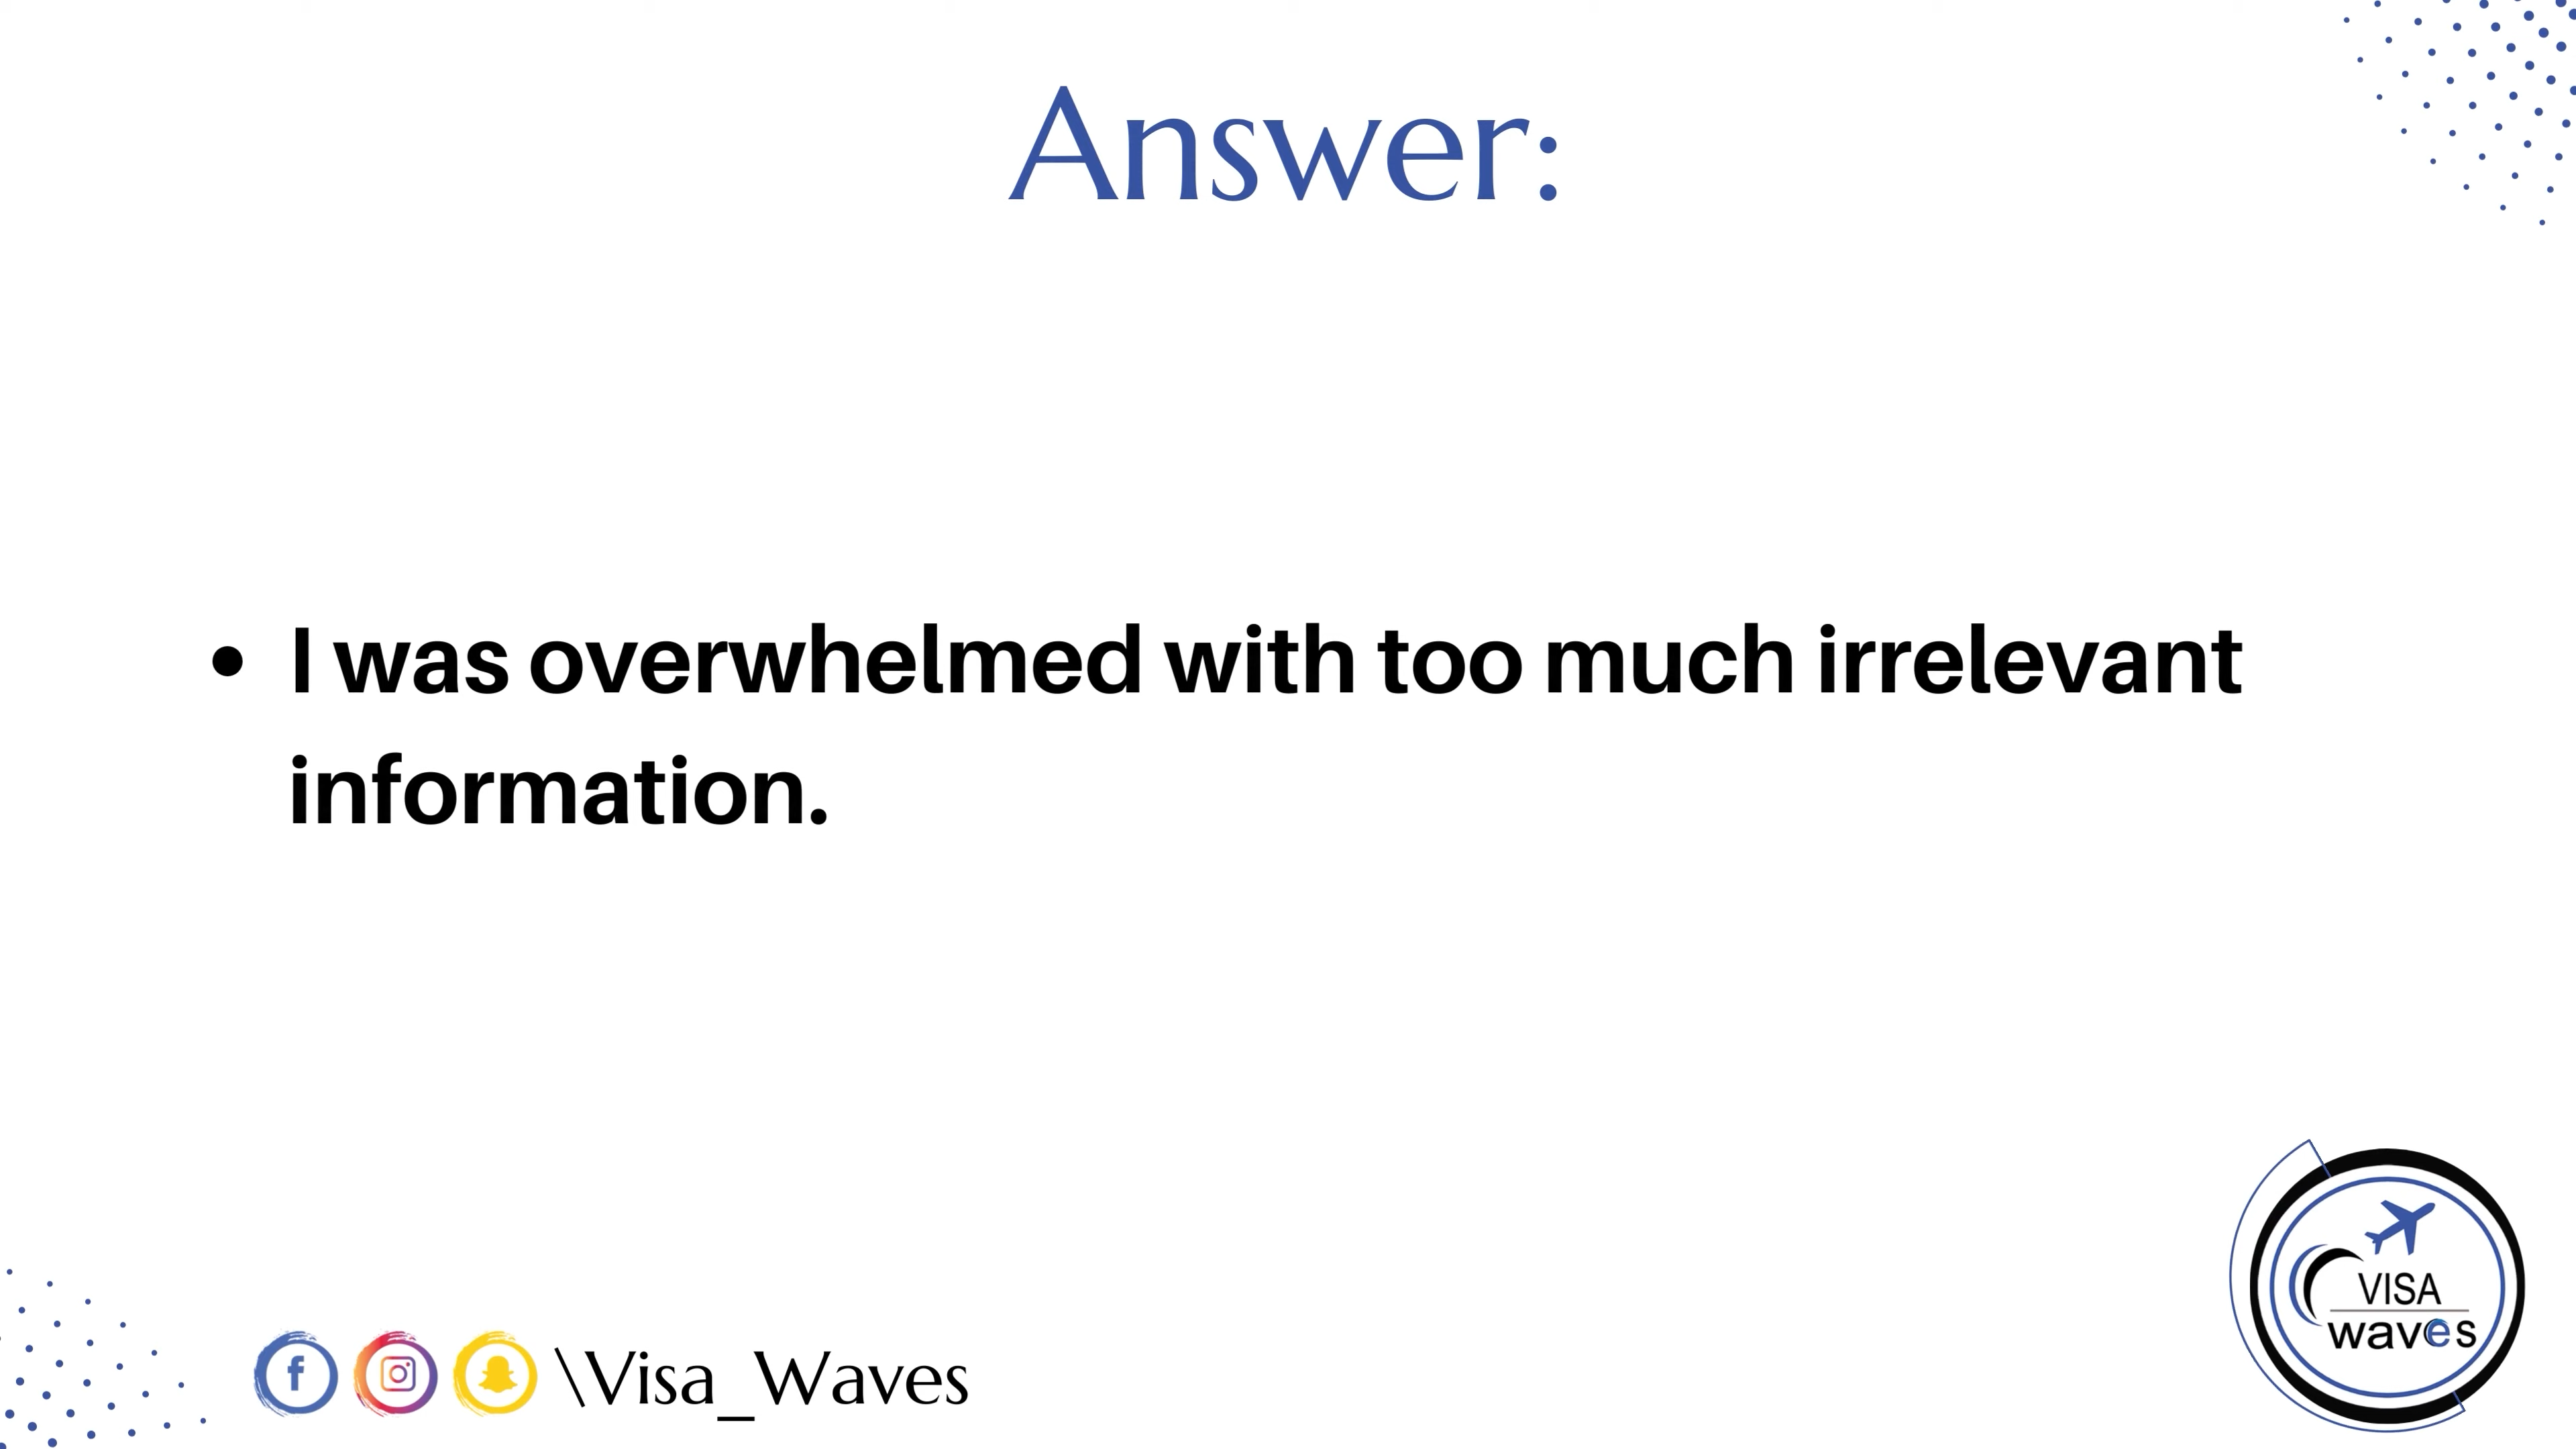 Answer:
• I was overwhelmed with too much irrelevant
information.
\Visa_Waves
VISA
waves